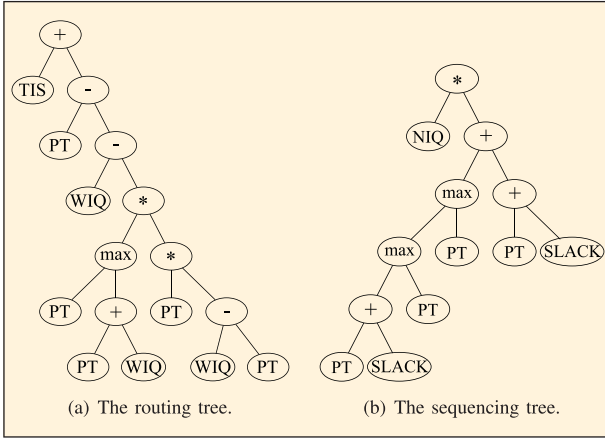 +
TIS -
PT -
WIQ *
max *
PT + PT -
PT WIQ WIQ PT
(a) The routing tree.
*
NIQ +
max +
max PT PT SLACK
+ PT
PT SLACK
(b) The sequencing tree.